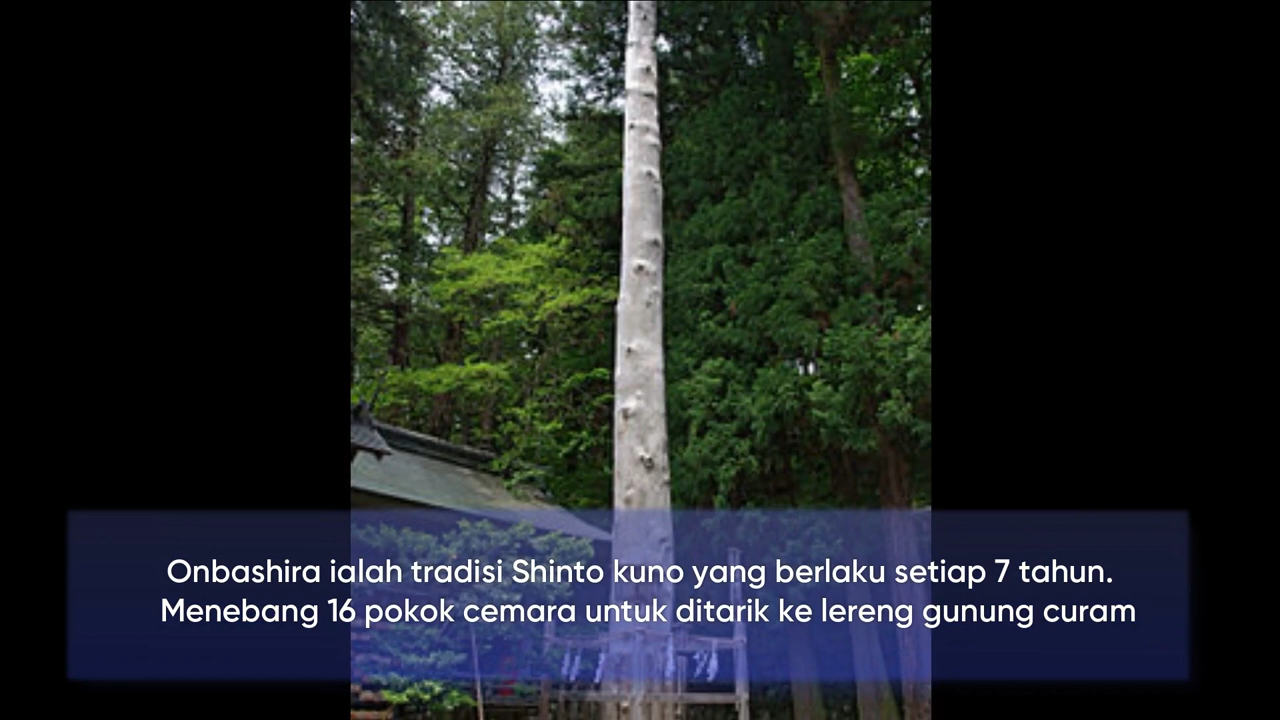 Onbashira ialah tradisi Shinto kuno yang berlaku setiap 7 tahun.
Menebang 16 pokok cemara untuk ditarik ke lereng gunung curam